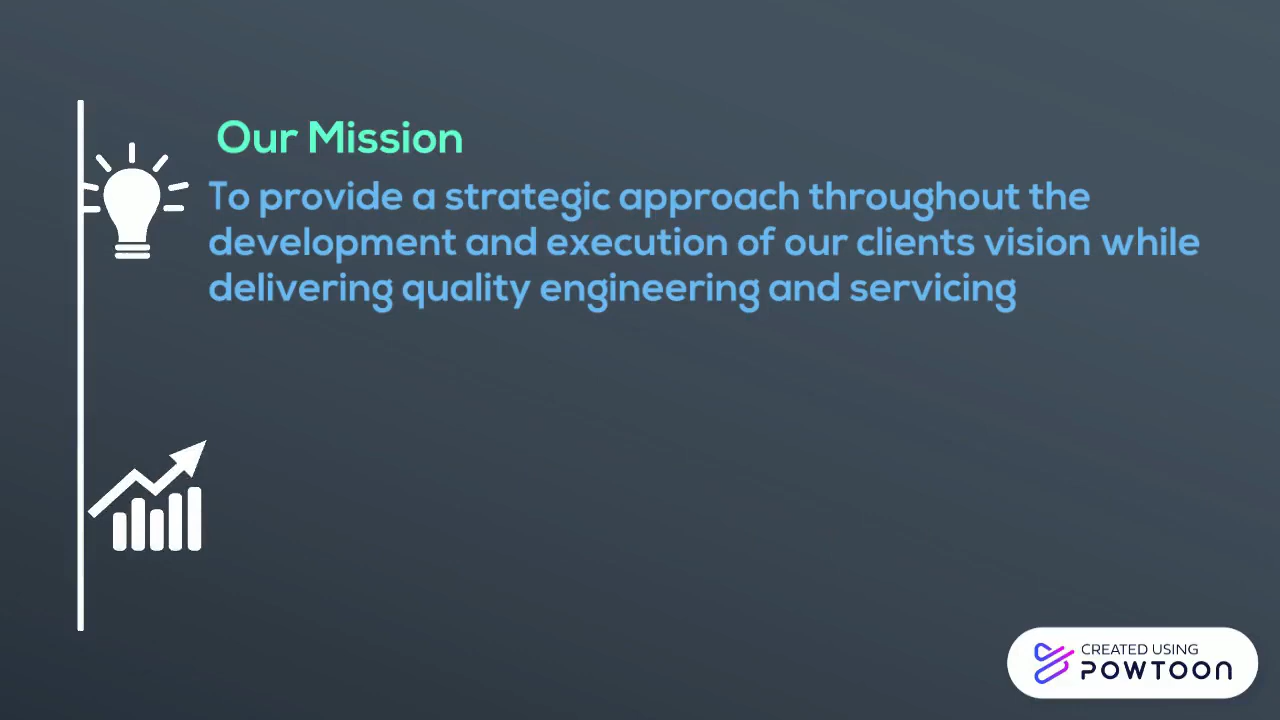 Our Mission
To provide a strategic approach throughout the
development and execution of our clients vision while
delivering quality engineering and servicing
CREATED USING
POWTOON